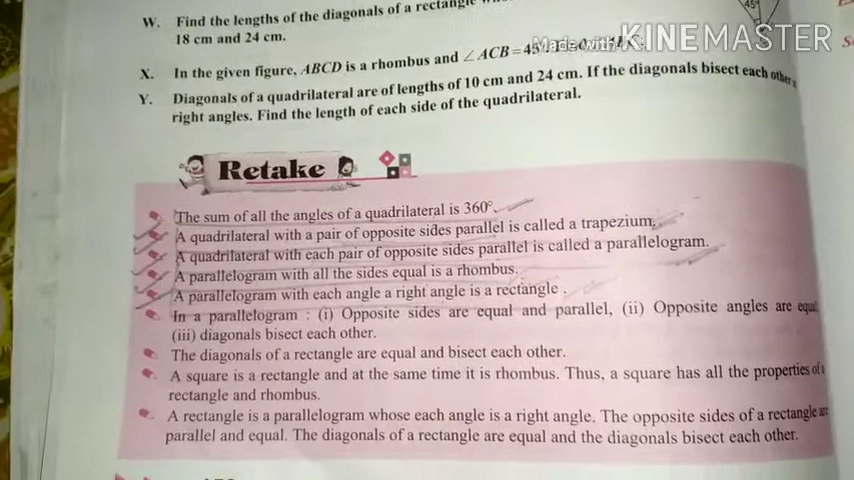 W. Find the lengths of the diagonals of a rectangle
18 cm and 24 cm.
X. In the given figure, ABCD is a rhombus and ∠ACB=45
Made with KINEMASTER
Y. Diagonals of a quadrilateral are of lengths of 10 cm and 24 cm. If the diagonals bisect each other
right angles. Find the length of each side of the quadrilateral.
45°
Retake
The sum of all the angles of a quadrilateral is 360°.
A quadrilateral with a pair of opposite sides parallel is called a trapezium.
A quadrilateral with each pair of opposite sides parallel is called a parallelogram.
A parallelogram with all the sides equal is a rhombus.
A parallelogram with each angle a right angle is a rectangle .
In a parallelogram : (i) Opposite sides are equal and parallel, (ii) Opposite angles are equal
(iii) diagonals bisect each other.
The diagonals of a rectangle are equal and bisect each other.
A square is a rectangle and at the same time it is rhombus. Thus, a square has all the properties of a
rectangle and rhombus.
A rectangle is a parallelogram whose each angle is a right angle. The opposite sides of a rectangle are
parallel and equal. The diagonals of a rectangle are equal and the diagonals bisect each other.